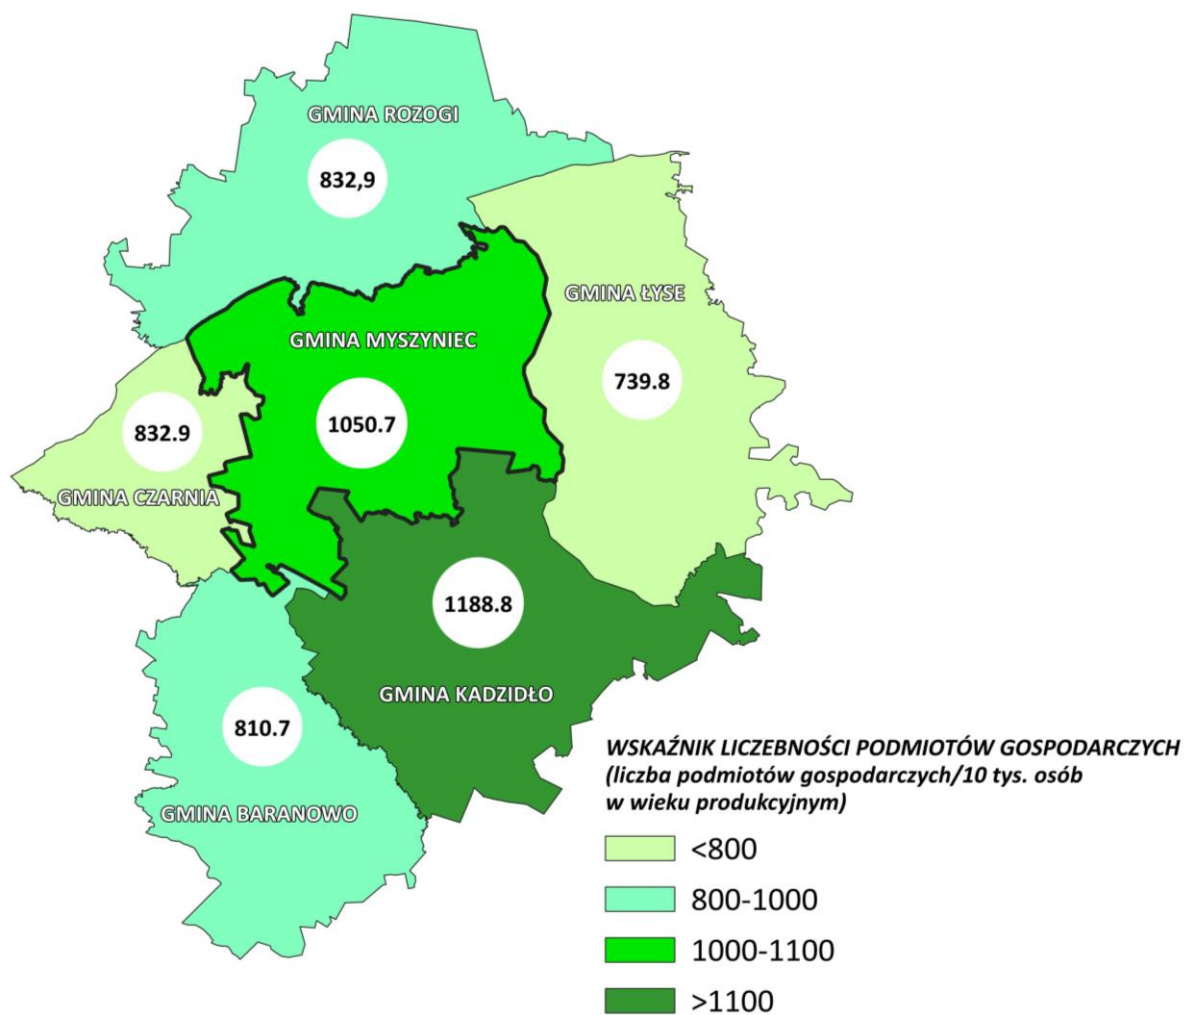 GMINA ROZOGI
832,9
GMINA ŁYSE
739.8
GMINA MYSZYNIEC
1050.7
832.9
GMINA CZARNIA
1188.8
GMINA KADZIDŁO
810.7
GMINA BARANOWO
WSKAŹNIK LICZEBNOŚCI PODMIOTÓW GOSPODARCZYCH
(liczba podmiotów gospodarczych/10 tys. osób
w wieku produkcyjnym)
<800
800-1000
1000-1100
>1100